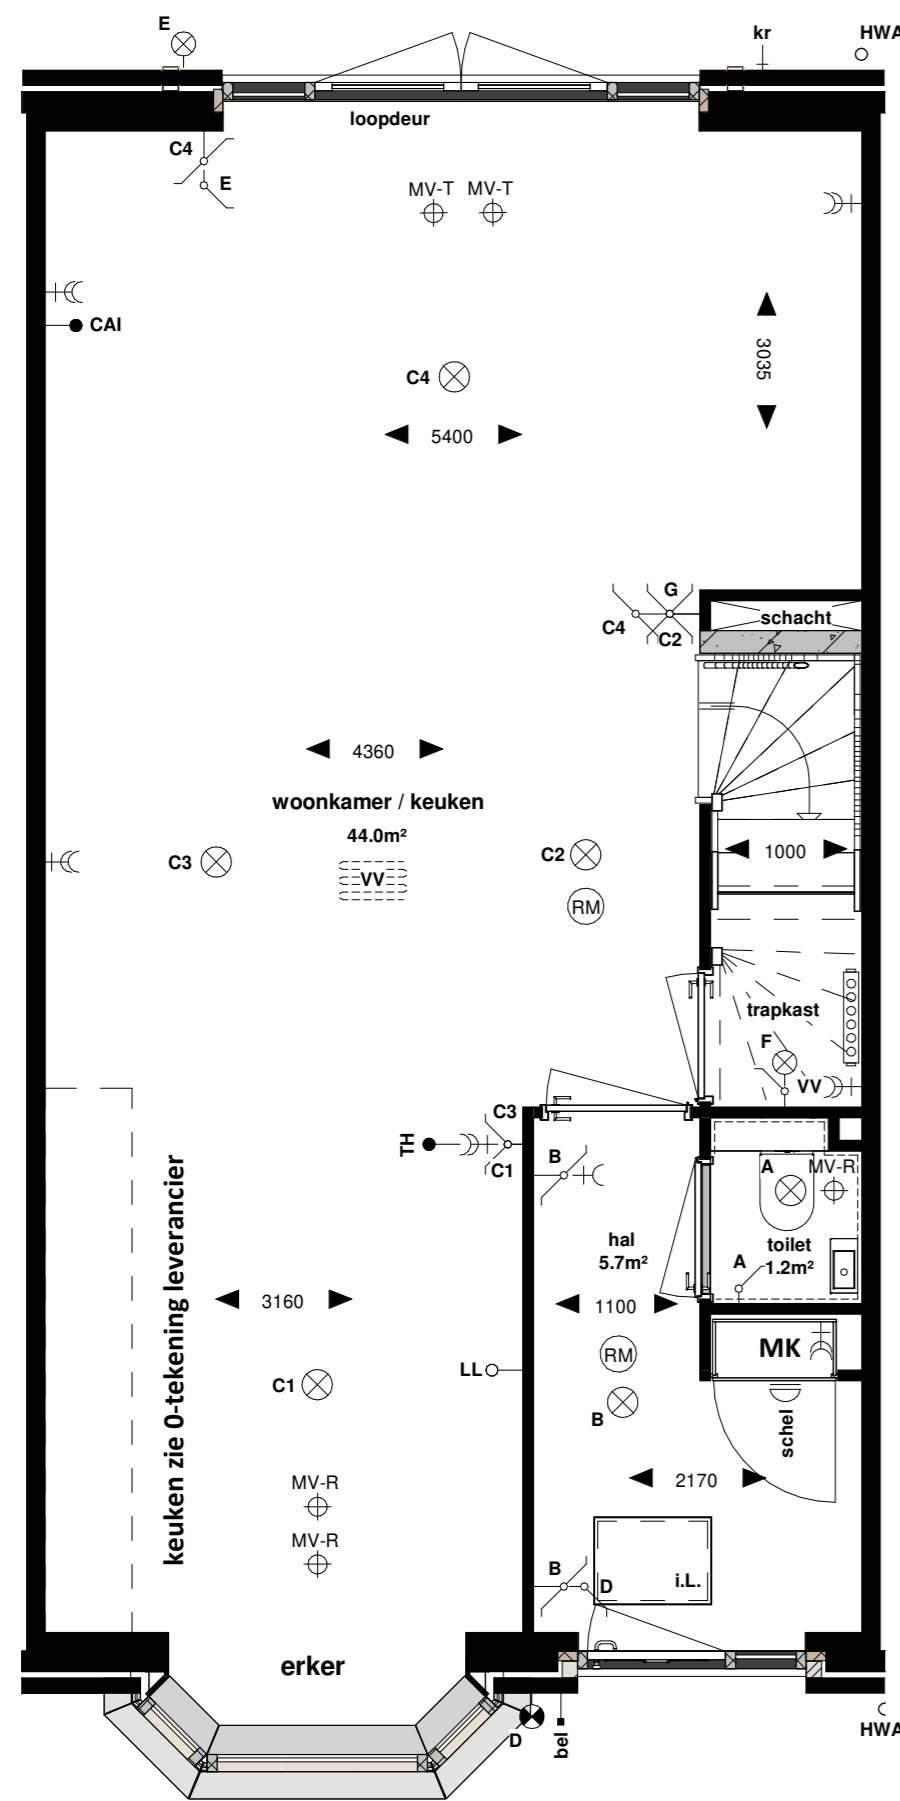 E
kr
HWA
loopdeur
C4
E
MV-T MV-T
CAI
3035
C4
5400
G
C4
C2
schacht
4360
woonkamer / keuken
44.0m²
1000
C3
VV
C2
RM
trapkast
F
VV
C3
TH
C1
B
A
MV-R
keuken zie 0-tekening leverancier
hal
5.7m²
toilet
1.2m²
A
3160
1100
RM
MK
LL
C1
B
schel
2170
MV-R
MV-R
B
D
i.L.
erker
D
bel
HWA